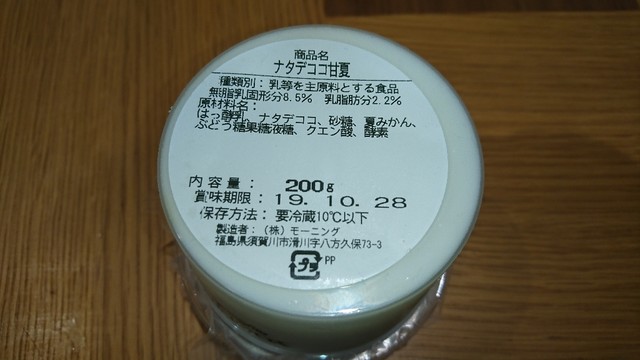 商品名
ナタデココ甘夏
種類別：乳等を主原料とする食品
無脂乳固形分8.5%　乳脂肪分2.2%
原材料名：
はっ酵乳、ナタデココ、砂糖、夏みかん、
ぶどう糖果糖液糖、クエン酸、酵素
内容量：　200g
賞味期限：19.10.28
保存方法：要冷蔵10℃以下
製造者：（株）モーニング
福島県須賀川市滑川字八方久保73-3
プラ PP